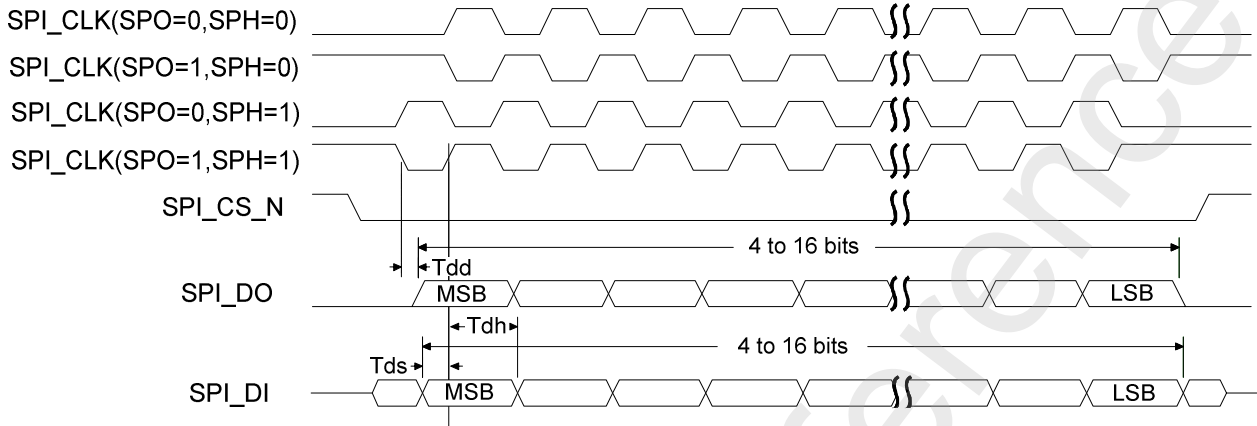 SPI_CLK(SPO=0,SPH=0)
SPI_CLK(SPO=1,SPH=0)
SPI_CLK(SPO=0,SPH=1)
SPI_CLK(SPO=1,SPH=1)
SPI_CS_N
4 to 16 bits
Tdd
SPI_DO
MSB
LSB
Tdh
4 to 16 bits
Tds
SPI_DI
MSB
LSB
erence